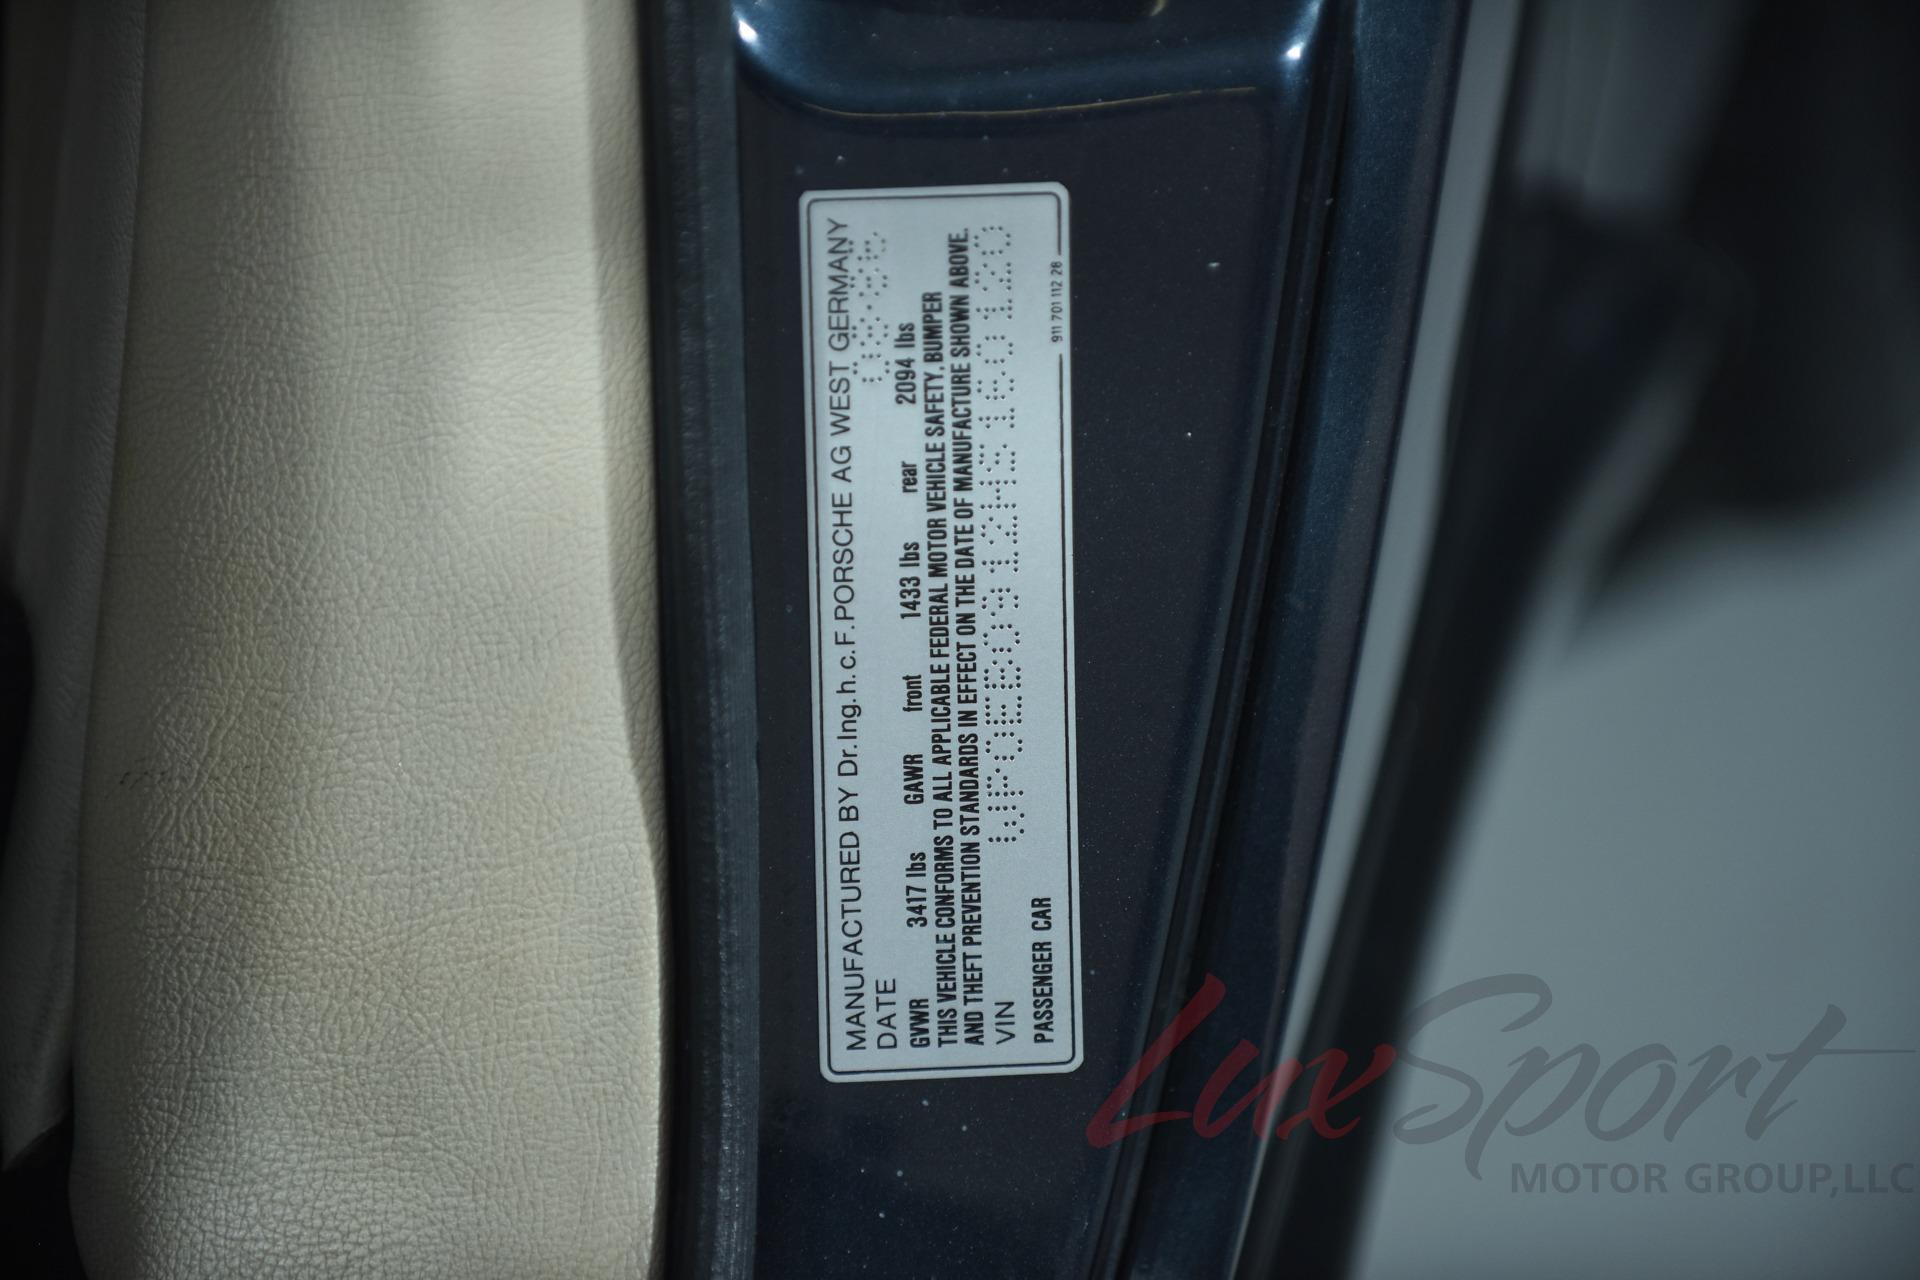 MANUFACTURED BY Dr.Ing.h.c.F.PORSCHE AG WEST GERMANY
DATE
GVWR 3417 lbs GAWR front 1433 lbs rear 2094 lbs
THIS VEHICLE CONFORMS TO ALL APPLICABLE FEDERAL MOTOR VEHICLE SAFETY, BUMPER
AND THEFT PREVENTION STANDARDS IN EFFECT ON THE DATE OF MANUFACTURE SHOWN ABOVE.
VIN WP0EB0912HS160120
PASSENGER CAR
911 701 112 28
LuxSport
MOTOR GROUP,LLC